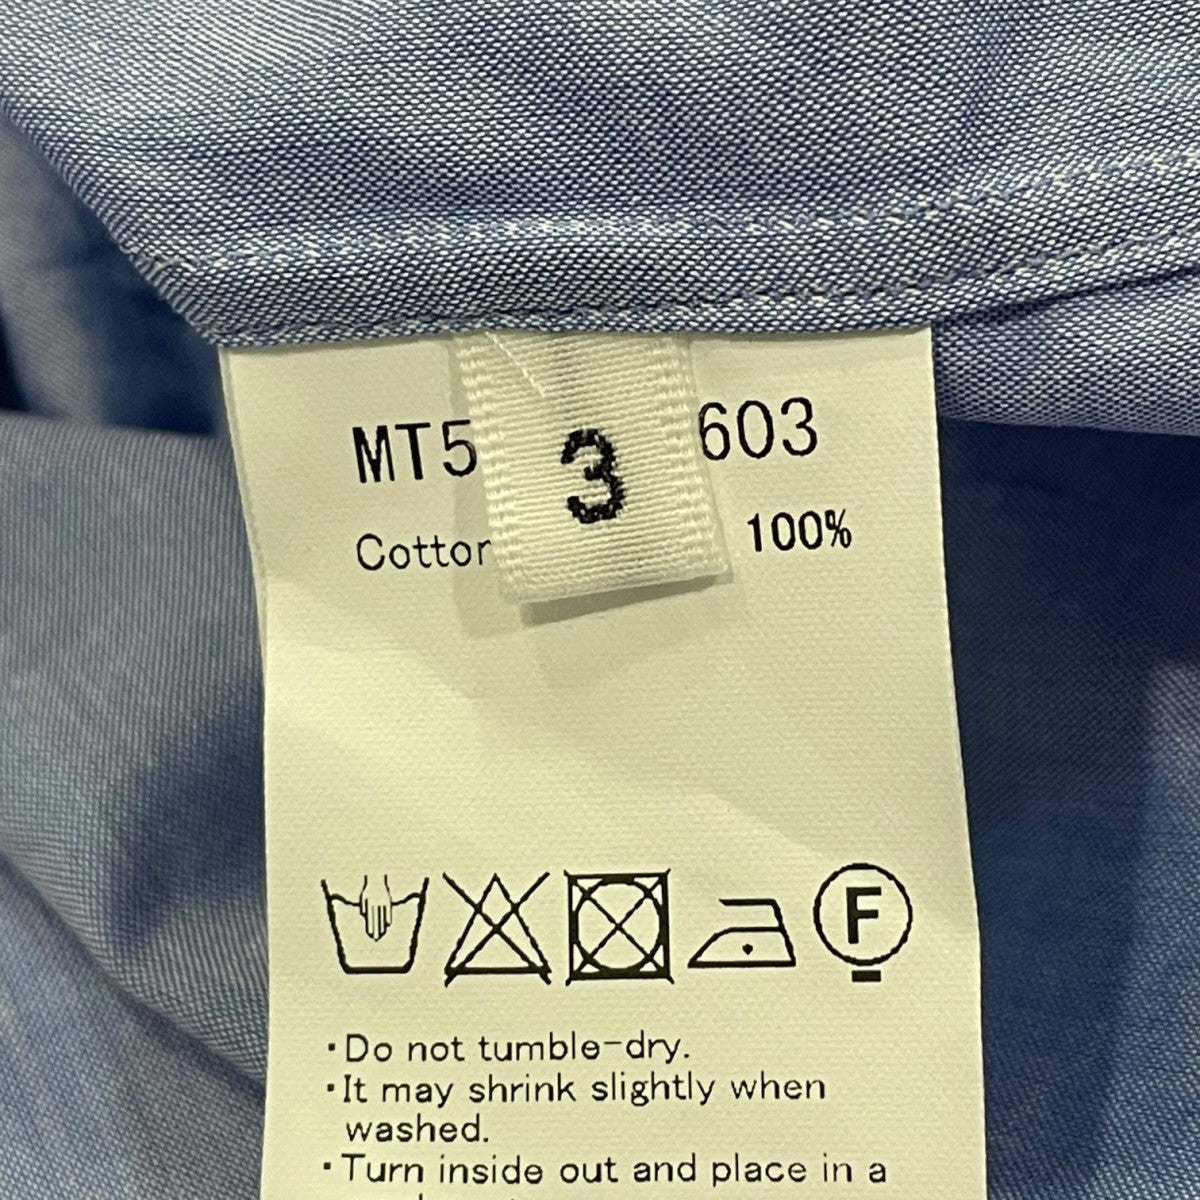 MT5 603
3
Cotton 100%
F
・Do not tumble-dry.
・It may shrink slightly when
washed.
・Turn inside out and place in a